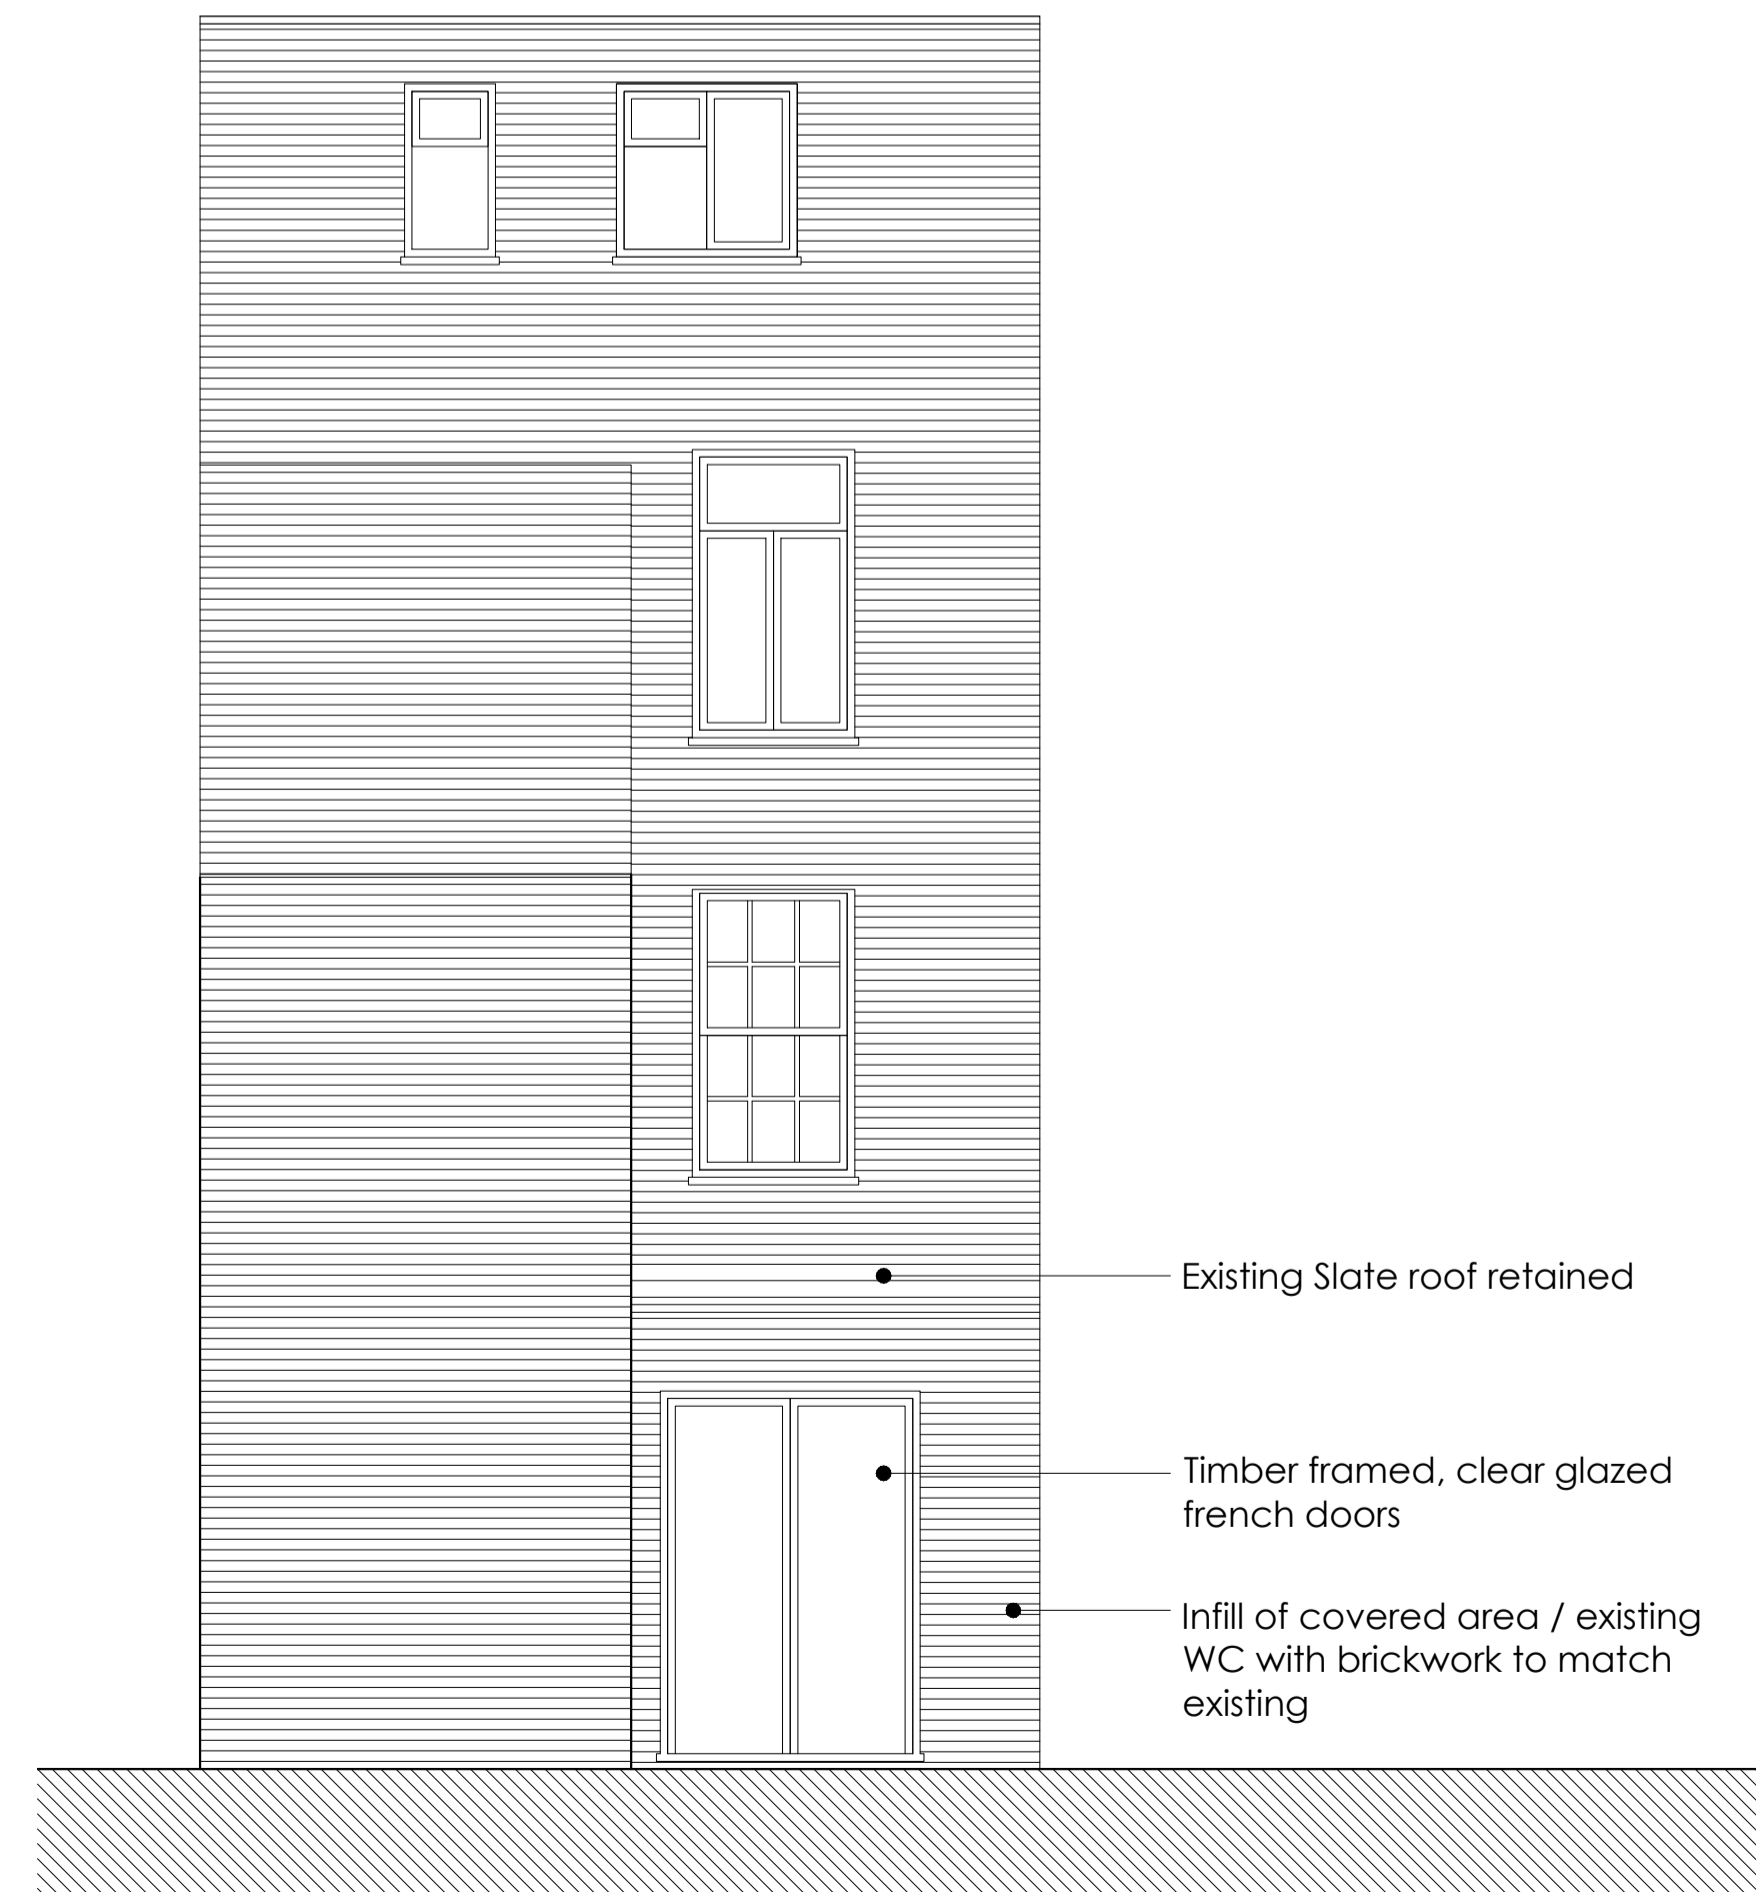 Existing Slate roof retained
Timber framed, clear glazed
french doors
Infill of covered area / existing
WC with brickwork to match
existing